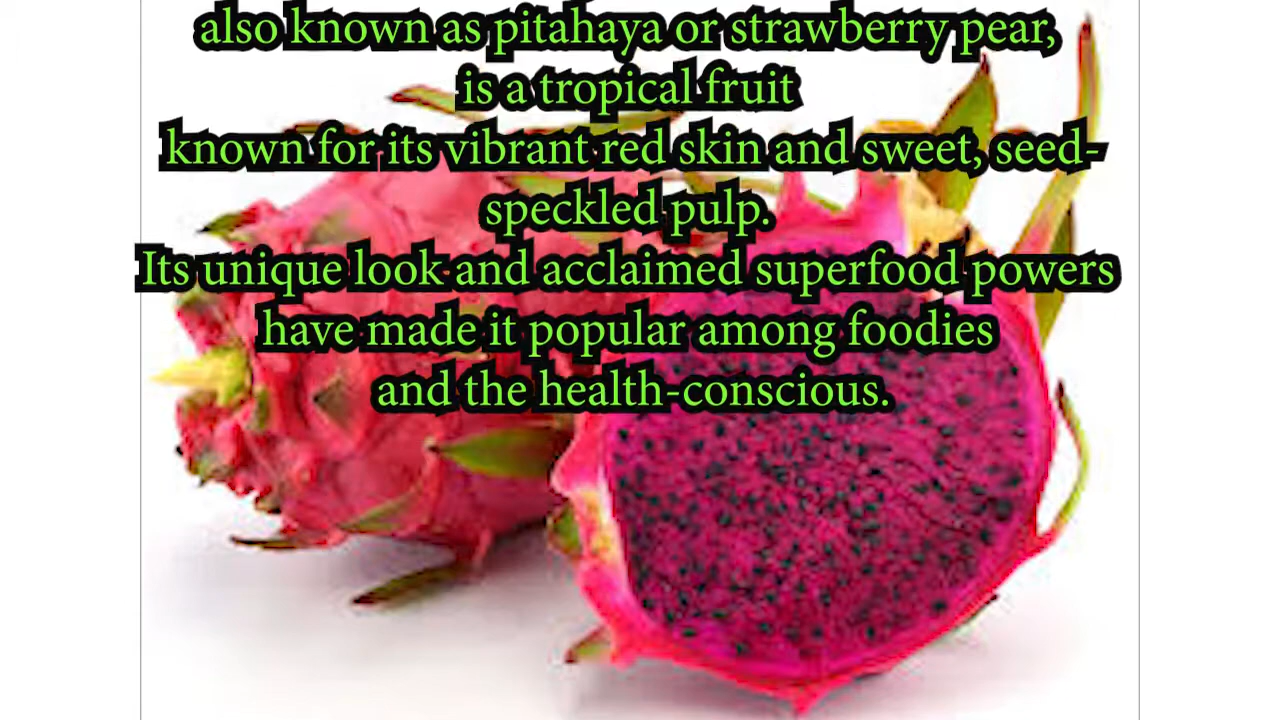 also known as pitahaya or strawberry pear,
is a tropical fruit
known for its vibrant red skin and sweet, seed-
speckled pulp.
Its unique look and acclaimed superfood powers
have made it popular among foodies
and the health-conscious.